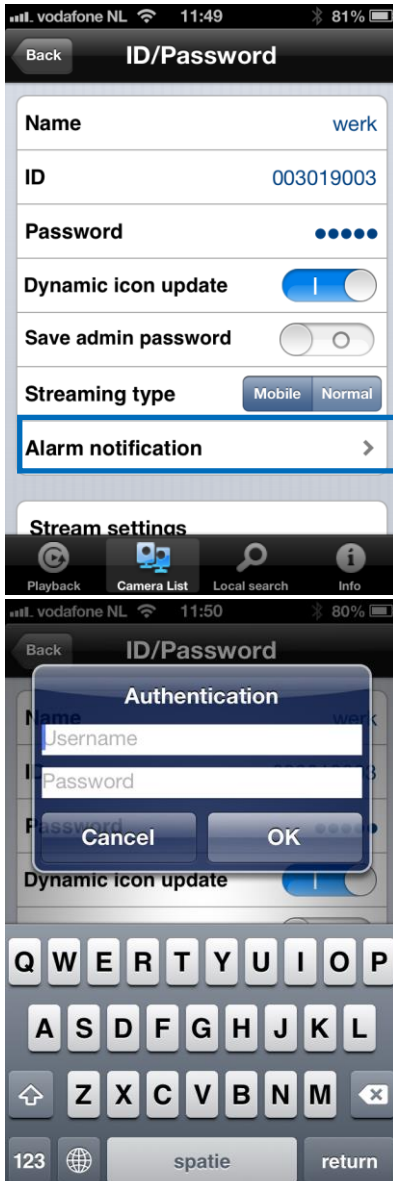 vodafone NL 11:49 81%
Back ID/Password
Name werk
ID 003019003
Password •••••
Dynamic icon update
Save admin password
Streaming type Mobile Normal
Alarm notification >
Stream settings
Playback Camera List Local search Info
vodafone NL 11:50 80%
Back ID/Password
Authentication
Name werk
Username
Password
Cancel OK
Dynamic icon update
Q W E R T Y U I O P
A S D F G H J K L
Z X C V B N M
123 spatie return